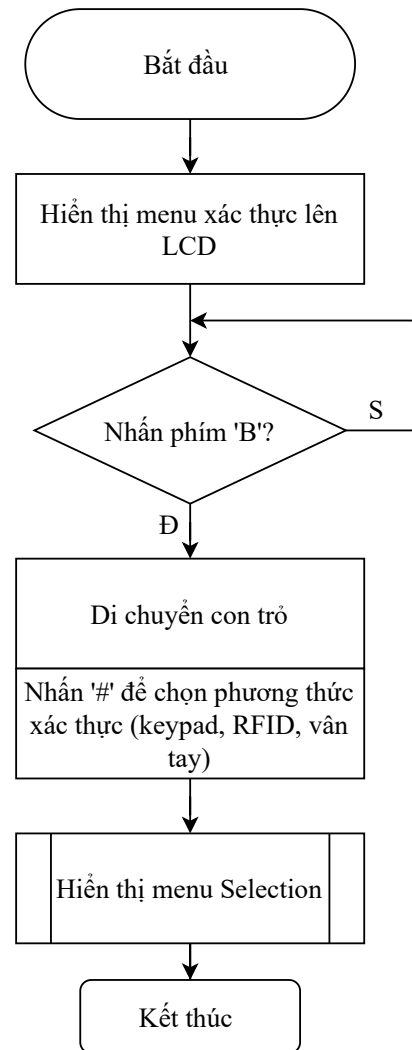 Bắt đầu
Hiển thị menu xác thực lên
LCD
Nhấn phím 'B'?
S
Đ
Di chuyển con trỏ
Nhấn '#' để chọn phương thức
xác thực (keypad, RFID, vân
tay)
Hiển thị menu Selection
Kết thúc